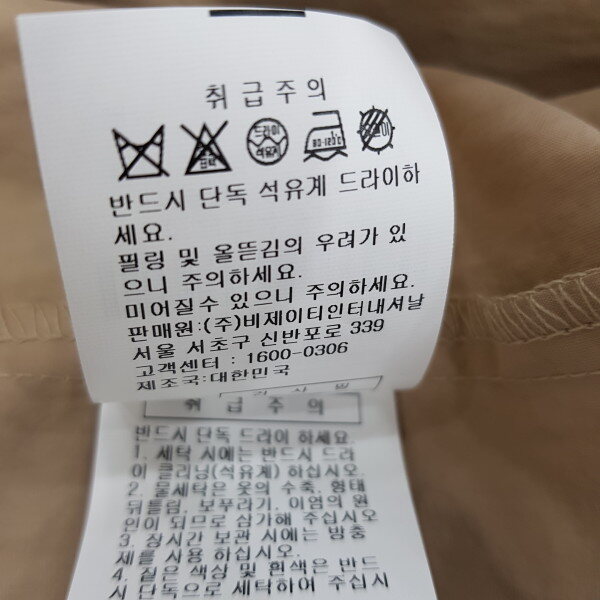 취급주의
드라이
석유계
80-120℃
반드시 단독 석유계 드라이하
세요.
필링 및 올뜯김의 우려가 있
으니 주의하세요.
미어질수 있으니 주의하세요.
판매원:(주)비제이티인터내셔날
서울 서초구 신반포로 339
고객센터 : 1600-0306
제조국:대한민국
취급주의
반드시 단독 드라이 하세요.
1. 세탁 시에는 반드시 드라
이 클리닝(석유계) 하십시오.
2. 물세탁은 옷의 수축, 형태
뒤틀림, 보푸라기, 이염의 원
인이 되므로 삼가해 주십시오
3. 장시간 보관 시에는 방충
제를 사용 하십시오.
4. 짙은 색상 및 흰색은 반드
시 단독으로 세탁하여 주십시